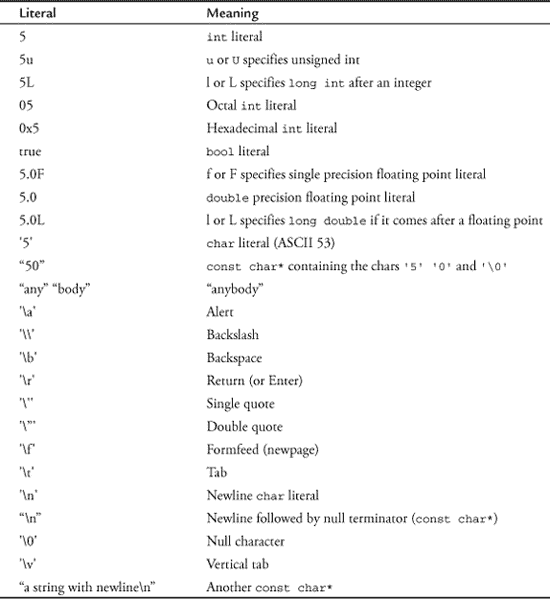 Literal Meaning
5 int literal
5u u or U specifies unsigned int
5L l or L specifies long int after an integer
05 Octal int literal
0x5 Hexadecimal int literal
true bool literal
5.0F f or F specifies single precision floating point literal
5.0 double precision floating point literal
5.0L l or L specifies long double if it comes after a floating point
'5' char literal (ASCII 53)
“50” const char* containing the chars '5' '0' and '\0'
“any” “body” “anybody”
'\a' Alert
'\\' Backslash
'\b' Backspace
'\r' Return (or Enter)
'\'' Single quote
'\"' Double quote
'\f' Formfeed (newpage)
'\t' Tab
'\n' Newline char literal
“\n” Newline followed by null terminator (const char*)
'\0' Null character
'\v' Vertical tab
“a string with newline\n” Another const char*